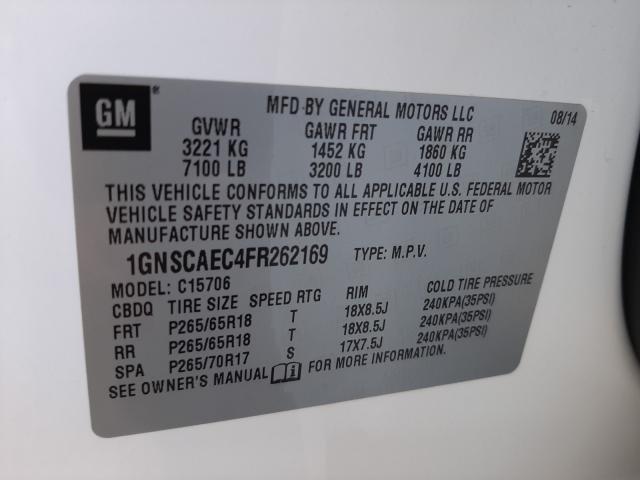 GM
MFD BY GENERAL MOTORS LLC 08/14
GVWR GAWR FRT GAWR RR
3221 KG 1452 KG 1860 KG
7100 LB 3200 LB 4100 LB
THIS VEHICLE CONFORMS TO ALL APPLICABLE U.S. FEDERAL MOTOR
VEHICLE SAFETY STANDARDS IN EFFECT ON THE DATE OF
MANUFACTURE SHOWN ABOVE.
1GNSCAEC4FR262169 TYPE: M.P.V.
MODEL: C15706
CBDQ TIRE SIZE SPEED RTG RIM COLD TIRE PRESSURE
FRT P265/65R18 T 18X8.5J 240KPA(35PSI)
RR P265/65R18 T 18X8.5J 240KPA(35PSI)
SPA P265/70R17 S 17X7.5J 240KPA(35PSI)
SEE OWNER'S MANUAL FOR MORE INFORMATION.